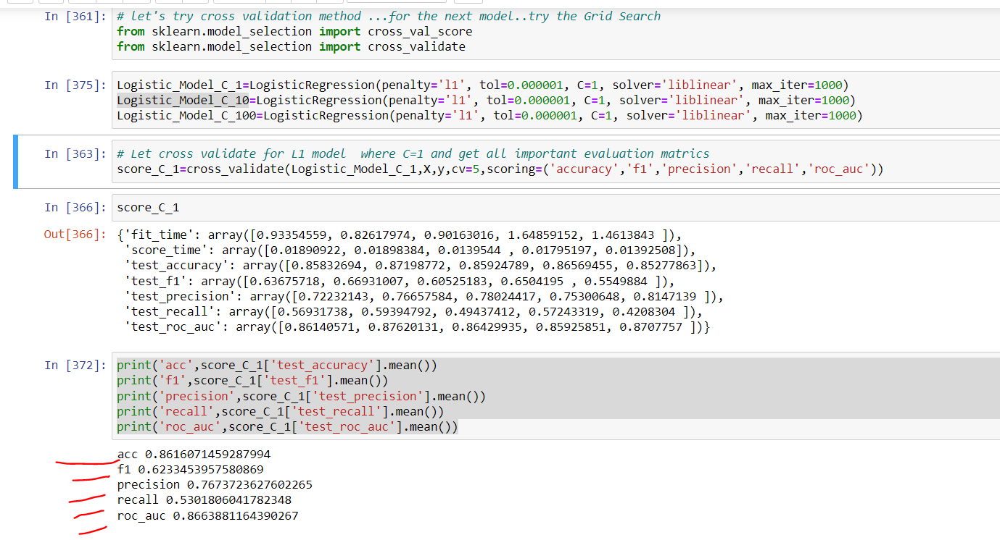 In [361]: # let's try cross validation method ...for the next model..try the Grid Search
from sklearn.model_selection import cross_val_score
from sklearn.model_selection import cross_validate
In [375]: Logistic_Model_C_1=LogisticRegression(penalty='l1', tol=0.000001, C=1, solver='liblinear', max_iter=1000)
Logistic_Model_C_10=LogisticRegression(penalty='l1', tol=0.000001, C=1, solver='liblinear', max_iter=1000)
Logistic_Model_C_100=LogisticRegression(penalty='l1', tol=0.000001, C=1, solver='liblinear', max_iter=1000)
In [363]: # Let cross validate for L1 model  where C=1 and get all important evaluation matrics
score_C_1=cross_validate(Logistic_Model_C_1,X,y,cv=5,scoring=('accuracy','f1','precision','recall','roc_auc'))
In [366]: score_C_1
Out[366]: {'fit_time': array([0.93354559, 0.82617974, 0.90163016, 1.64859152, 1.4613843 ]),
'score_time': array([0.01890922, 0.01898384, 0.0139544 , 0.01795197, 0.01392508]),
'test_accuracy': array([0.85832694, 0.87198772, 0.85924789, 0.86569455, 0.85277863]),
'test_f1': array([0.63675718, 0.66931007, 0.60525183, 0.6504195 , 0.5549884 ]),
'test_precision': array([0.72232143, 0.76657584, 0.78024417, 0.75300648, 0.8147139 ]),
'test_recall': array([0.56931738, 0.59394792, 0.49437412, 0.57243319, 0.4208304 ]),
'test_roc_auc': array([0.86140571, 0.87620131, 0.86429935, 0.85925851, 0.8707757 ])}
In [372]: print('acc',score_C_1['test_accuracy'].mean())
print('f1',score_C_1['test_f1'].mean())
print('precision',score_C_1['test_precision'].mean())
print('recall',score_C_1['test_recall'].mean())
print('roc_auc',score_C_1['test_roc_auc'].mean())
acc 0.8616071459287994
f1 0.6233453957580869
precision 0.7673723627602265
recall 0.5301806041782348
roc_auc 0.8663881164390267